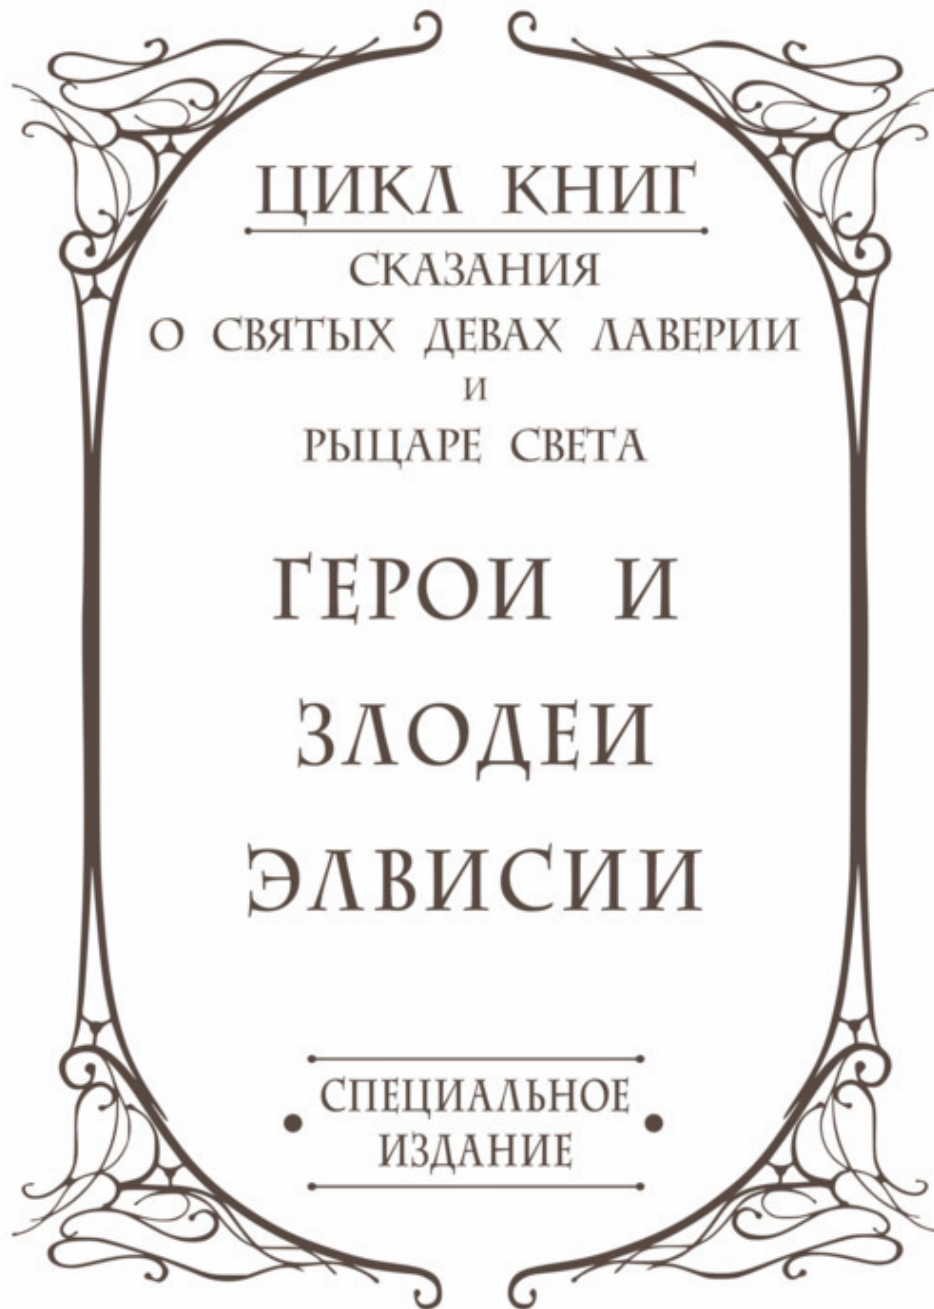 ЦИКЛ КНИГ
СКАЗАНИЯ
О СВЯТЫХ ДЕВАХ ЛАВЕРИИ
И
РЫЦАРЕ СВЕТА
ГЕРОИ И
ЗЛОДЕИ
ЭЛВИСИИ
СПЕЦИАЛЬНОЕ
ИЗДАНИЕ